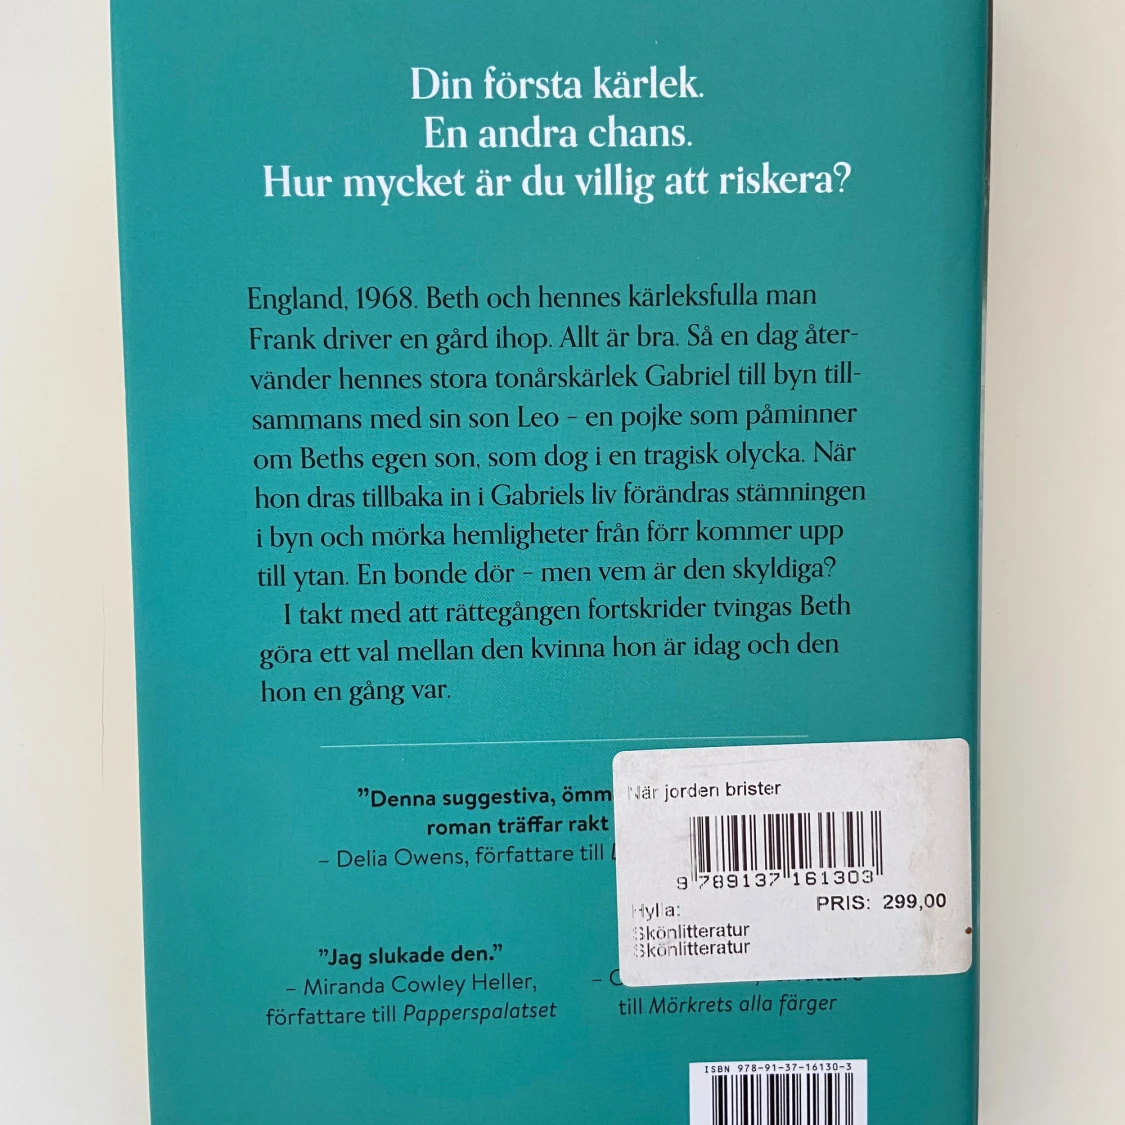 Din första kärlek.
En andra chans.
Hur mycket är du villig att riskera?
England, 1968. Beth och hennes kärleksfulla man
Frank driver en gård ihop. Allt är bra. Så en dag åter-
vänder hennes stora tonårskärlek Gabriel till byn till-
sammans med sin son Leo – en pojke som påminner
om Beths egen son, som dog i en tragisk olycka. När
hon dras tillbaka in i Gabriels liv förändras stämningen
i byn och mörka hemligheter från förr kommer upp
till ytan. En bonde dör – men vem är den skyldiga?
I takt med att rättegången fortskrider tvingas Beth
göra ett val mellan den kvinna hon är idag och den
hon en gång var.
”Denna suggestiva, ömm
roman träffar rakt
– Delia Owens, författare till
När jorden brister
9 789137 161303
PRIS: 299,00
Hylla:
Skönlitteratur
Skönlitteratur
”Jag slukade den.”
– Miranda Cowley Heller,
författare till Papperspalatset
– C
till Mörkrets alla färger
ISBN 978-91-37-16130-3